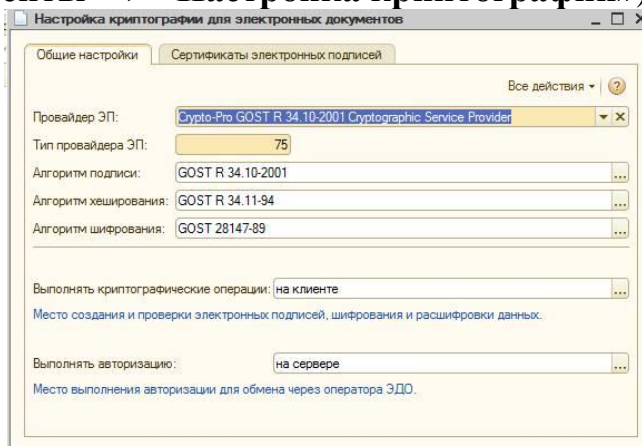 Настройка криптографии для электронных документов
Общие настройки Сертификаты электронных подписей
Все действия
Провайдер ЭП: Crypto-Pro GOST R 34.10-2001 Cryptographic Service Provider
Тип провайдера ЭП: 75
Алгоритм подписи: GOST R 34.10-2001 ...
Алгоритм хеширования: GOST R 34.11-94 ...
Алгоритм шифрования: GOST 28147-89 ...
Выполнять криптографические операции: на клиенте ...
Место создания и проверки электронных подписей, шифрования и расшифровки данных.
Выполнять авторизацию: на сервере ...
Место выполнения авторизации для обмена через оператора ЭДО.